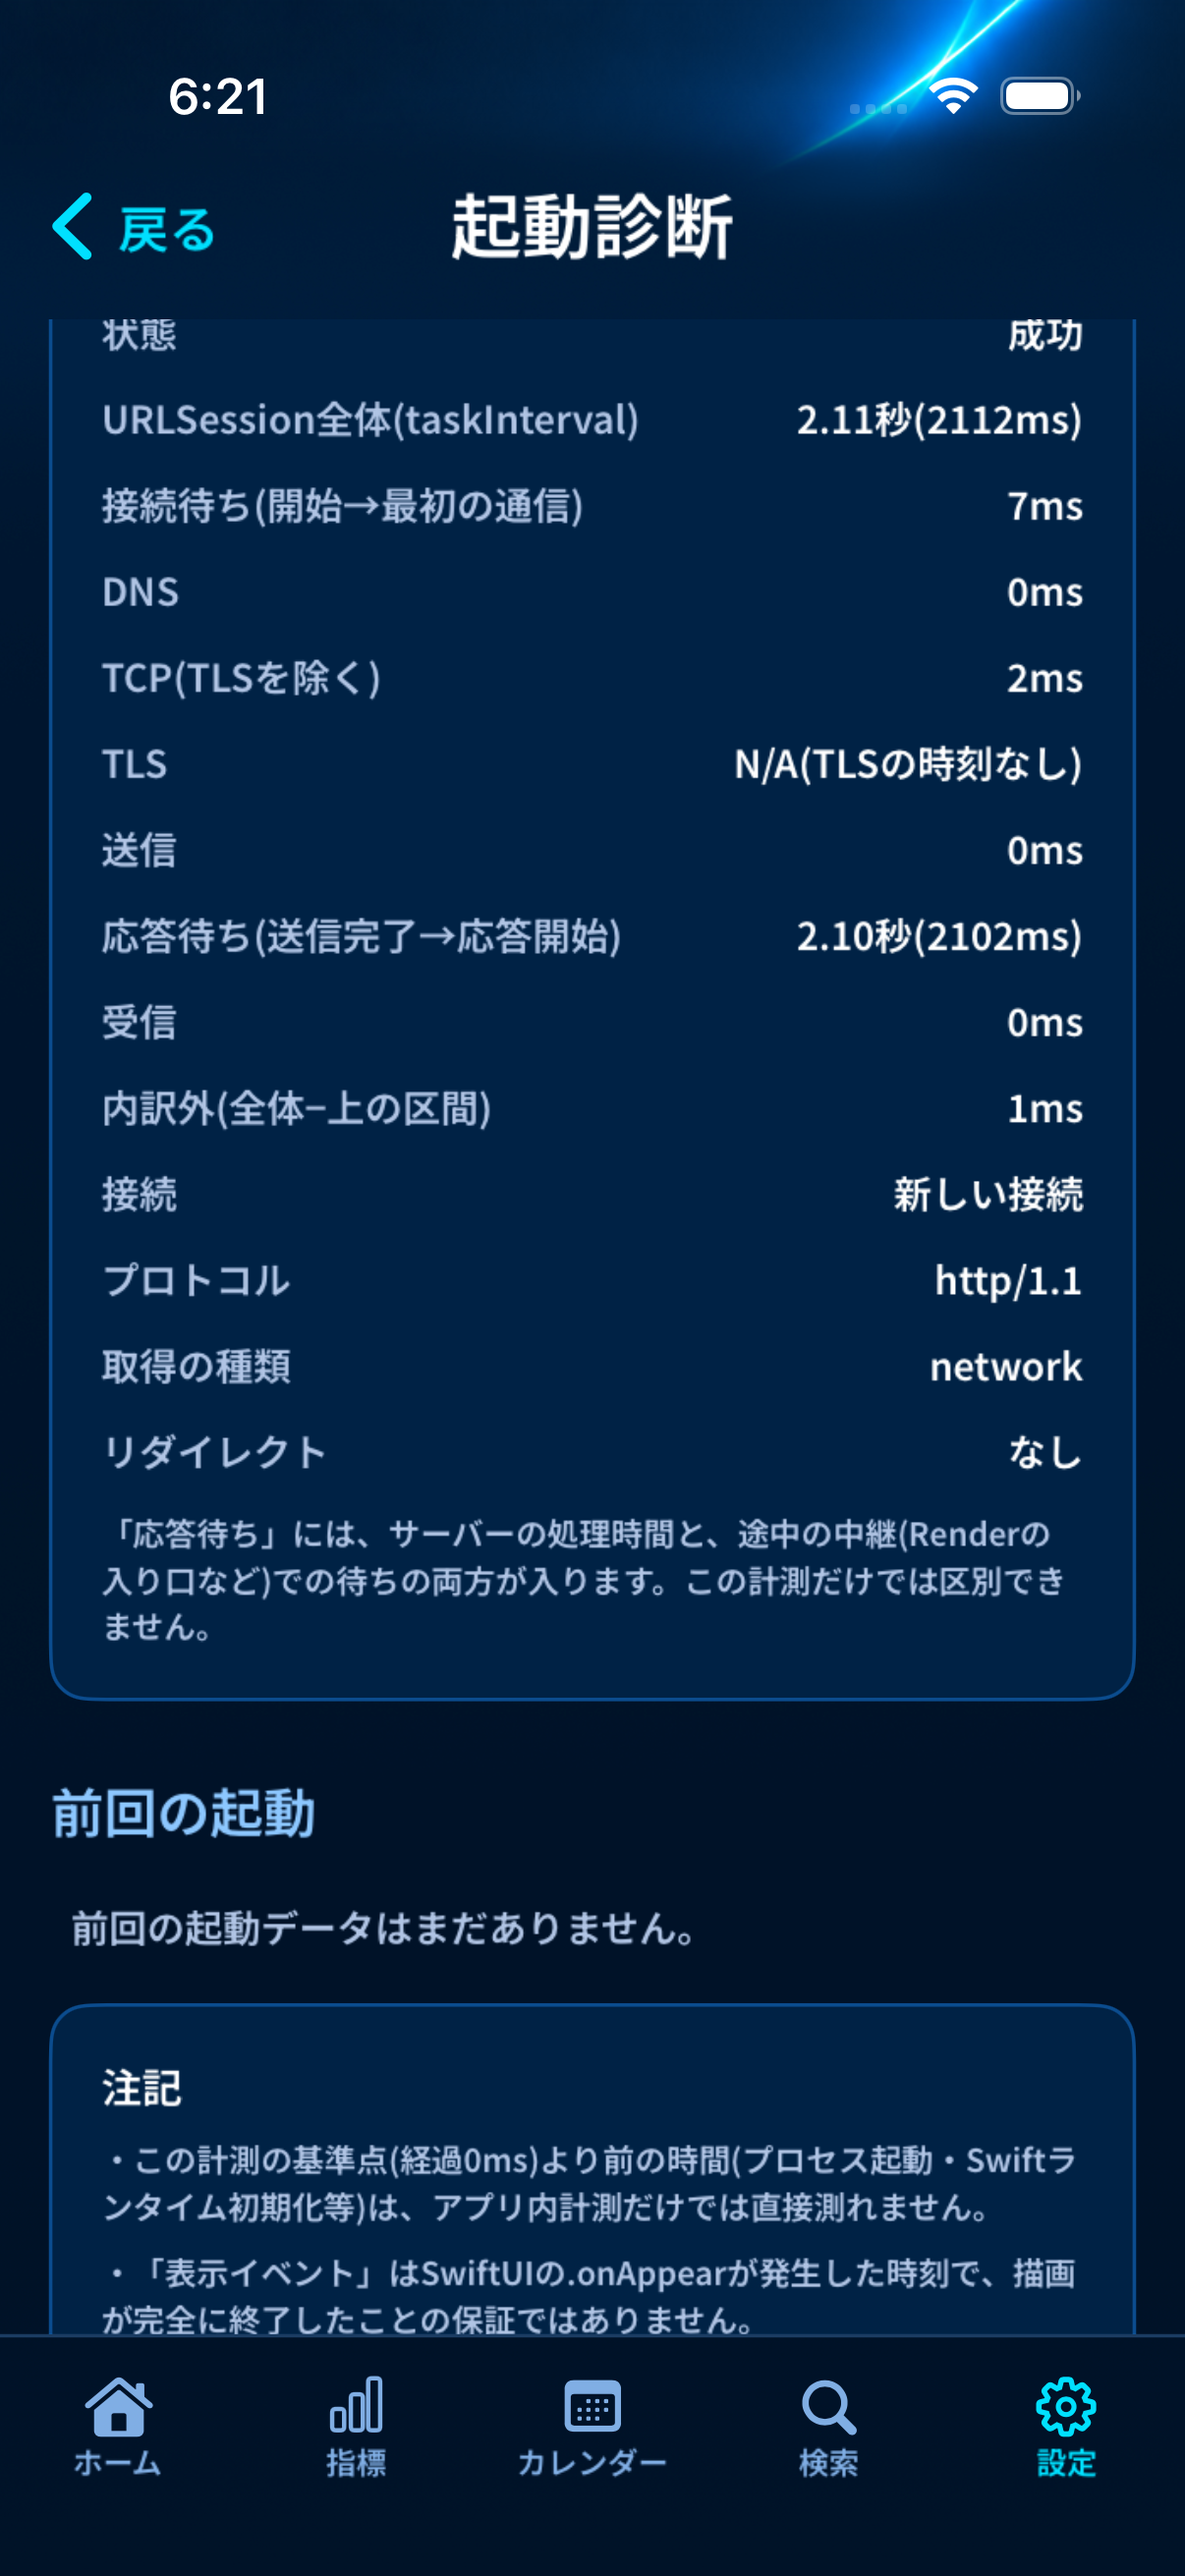 6:21
戻る
起動診断
状態 成功
URLSession全体(taskInterval) 2.11秒(2112ms)
接続待ち(開始→最初の通信) 7ms
DNS 0ms
TCP(TLSを除く) 2ms
TLS N/A(TLSの時刻なし)
送信 0ms
応答待ち(送信完了→応答開始) 2.10秒(2102ms)
受信 0ms
内訳外(全体−上の区間) 1ms
接続 新しい接続
プロトコル http/1.1
取得の種類 network
リダイレクト なし
「応答待ち」には、サーバーの処理時間と、途中の中継(Renderの
入り口など)での待ちの両方が入ります。この計測だけでは区別でき
ません。
前回の起動
前回の起動データはまだありません。
注記
・この計測の基準点(経過0ms)より前の時間(プロセス起動・Swiftラ
ンタイム初期化等)は、アプリ内計測だけでは直接測れません。
・「表示イベント」はSwiftUIの.onAppearが発生した時刻で、描画
が完全に終了したことの保証ではありません。
ホーム 指標 カレンダー 検索 設定